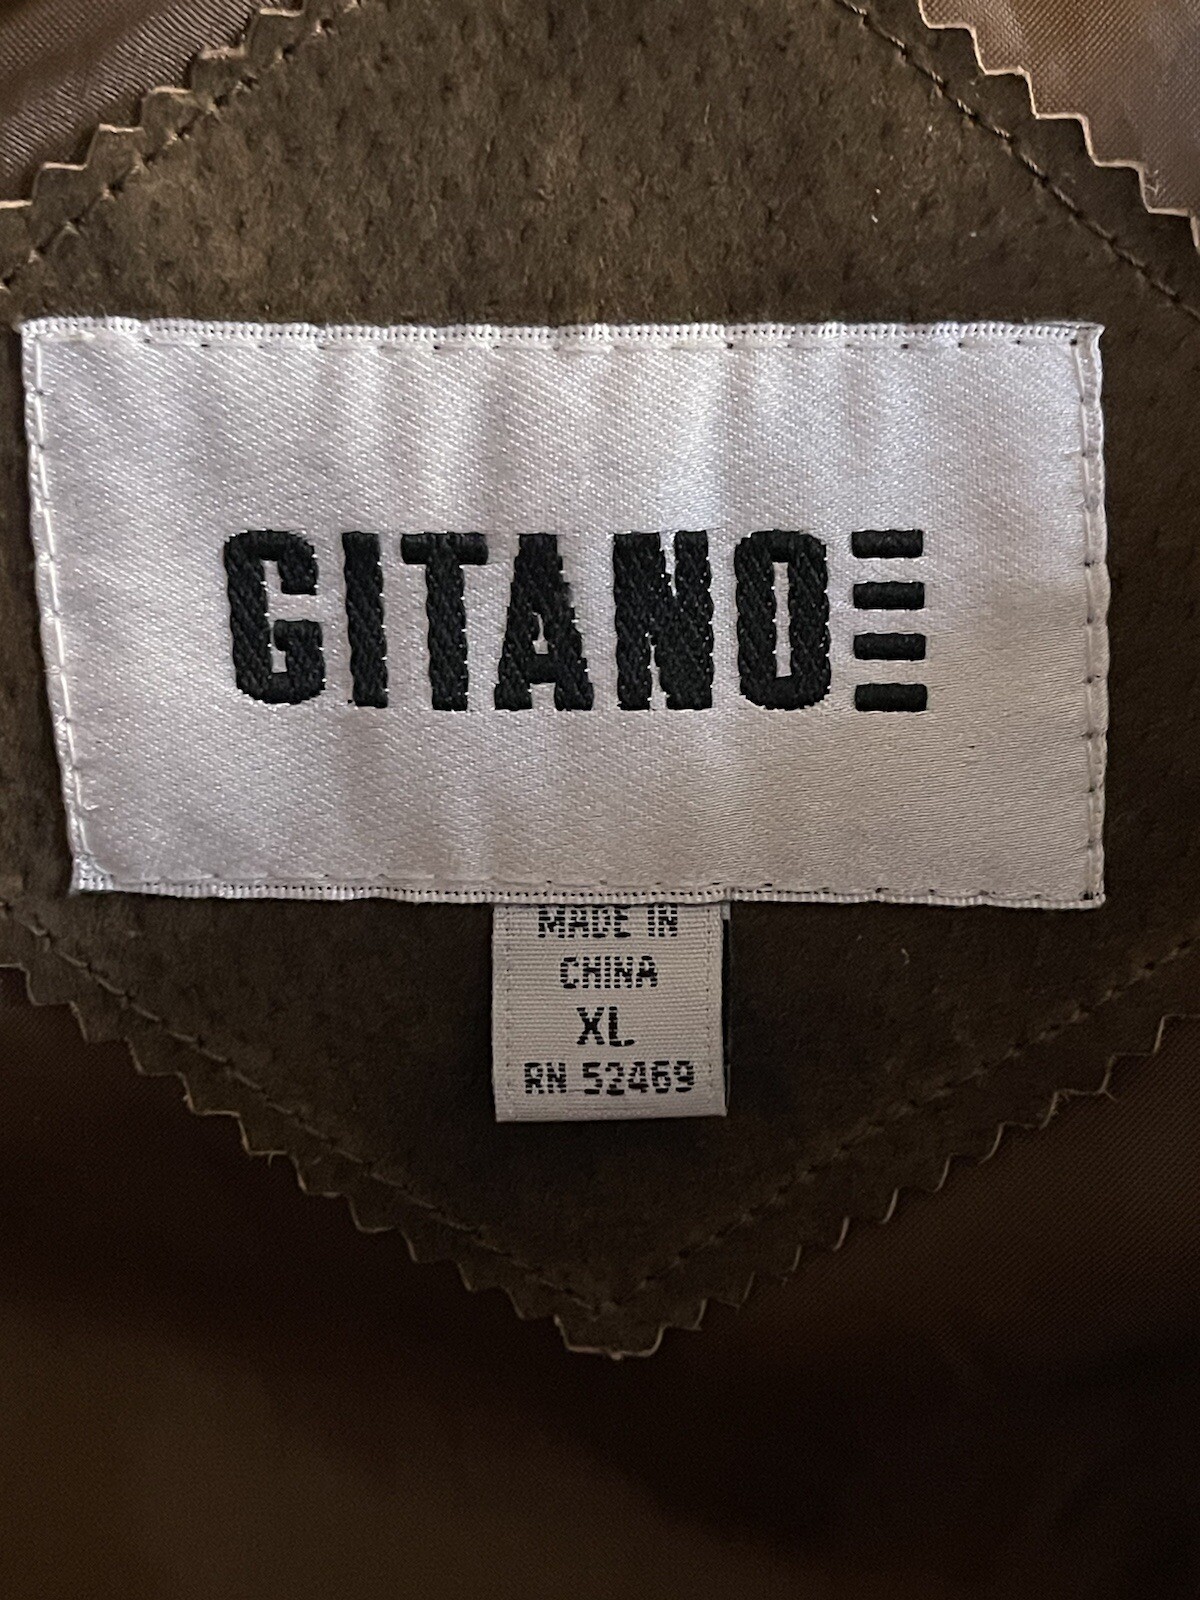 GITANO
MADE IN
CHINA
XL
RN 52469